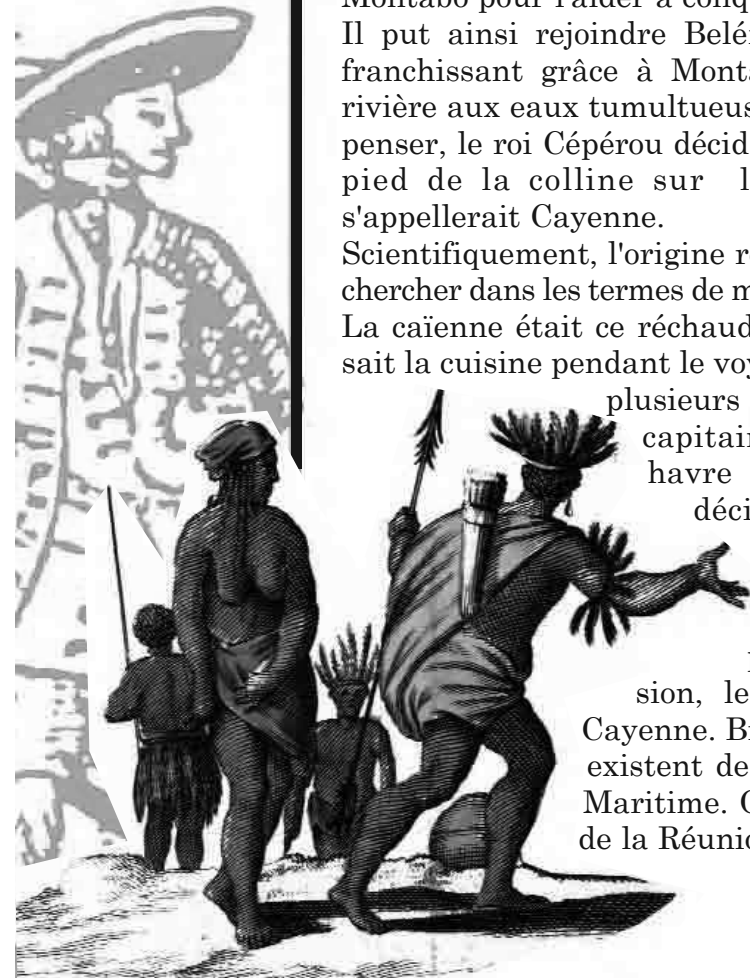 Montabo pour l'aider à conq
Il put ainsi rejoindre Belé
franchissant grâce à Mont
rivière aux eaux tumultueus
penser, le roi Cépérou décid
pied de la colline sur l
s'appellerait Cayenne.
Scientifiquement, l'origine r
chercher dans les termes de m
La caïenne était ce réchaud
sait la cuisine pendant le voy
plusieurs
capitair
havre
déci
sion, le
Cayenne. B
existent de
Maritime.
de la Réunio